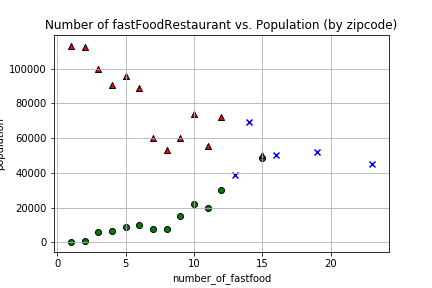 Number of fastFoodRestaurant vs. Population (by zipcode)
population
100000
80000
60000
40000
20000
0
0 5 10 15 20
number_of_fastfood